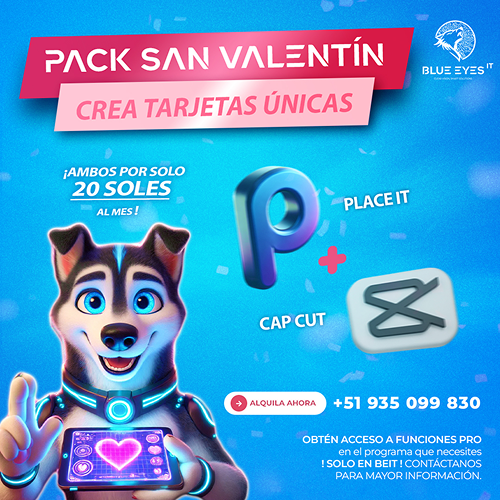 PACK SAN VALENTÍN
BLUE EYES IT
CREA TARJETAS ÚNICAS
¡AMBOS POR SOLO
20 SOLES
AL MES !
PLACE IT
CAP CUT
ALQUILA AHORA
+51 935 099 830
OBTÉN ACCESO A FUNCIONES PRO
en el programa que necesites
! SOLO EN BEIT ! CONTÁCTANOS
PARA MAYOR INFORMACIÓN.